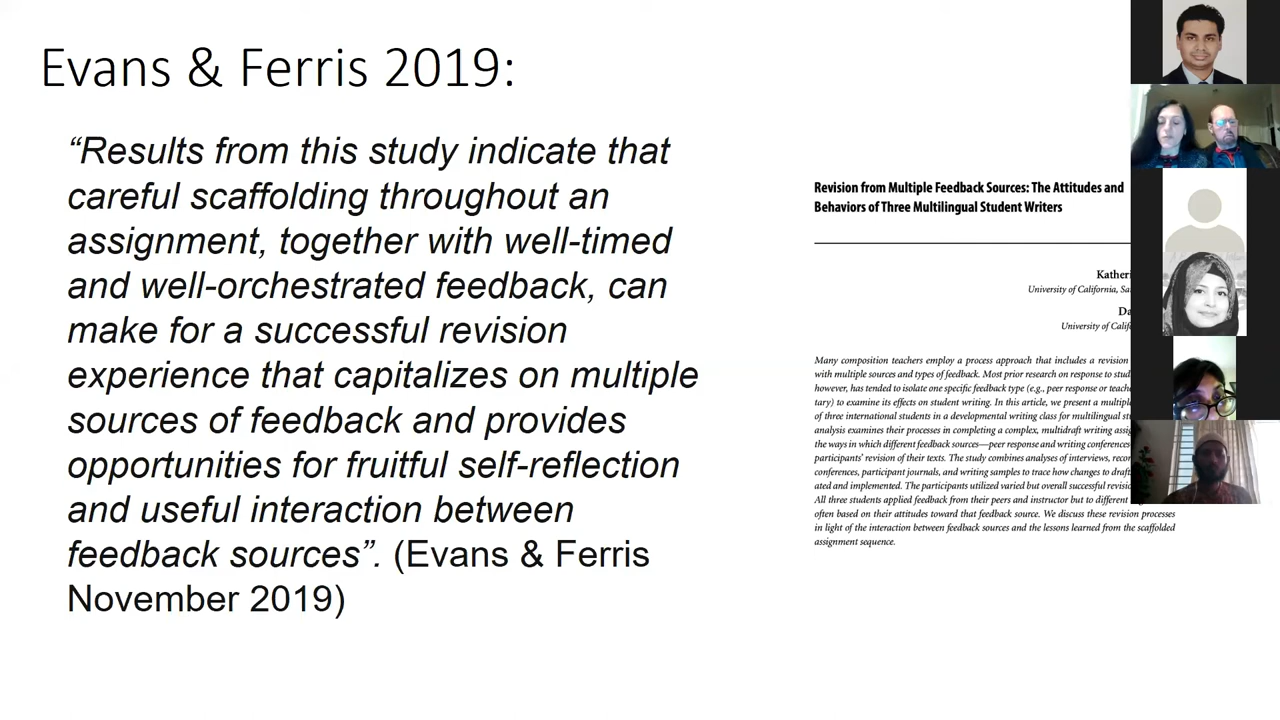 Evans & Ferris 2019:
“Results from this study indicate that
careful scaffolding throughout an
assignment, together with well-timed
and well-orchestrated feedback, can
make for a successful revision
experience that capitalizes on multiple
sources of feedback and provides
opportunities for fruitful self-reflection
and useful interaction between
feedback sources”. (Evans & Ferris
November 2019)
Revision from Multiple Feedback Sources: The Attitudes and
Behaviors of Three Multilingual Student Writers
University of California,
University of
Many composition teachers employ a process approach that includes a revision
with multiple sources and types of feedback. Most prior research on response to
however, has tended to isolate one specific feedback type (e.g., peer response or
to examine its effects on student writing. In this article, we present a
of three international students in a developmental writing class for multilingual
analysis examines their processes in completing a complex, multidraft writing
the ways in which different feedback sources—peer response and writing conferences
participants’ revision of their texts. The study combines analyses of interviews,
conferences, participant journals, and writing samples to trace how changes to
ated and implemented. The participants utilized varied but overall successful
All three students applied feedback from their peers and instructor but to different
often based on their attitudes toward that feedback source. We discuss these revision processes
in light of the interaction between feedback sources and the lessons learned from the scaffolded
assignment sequence.